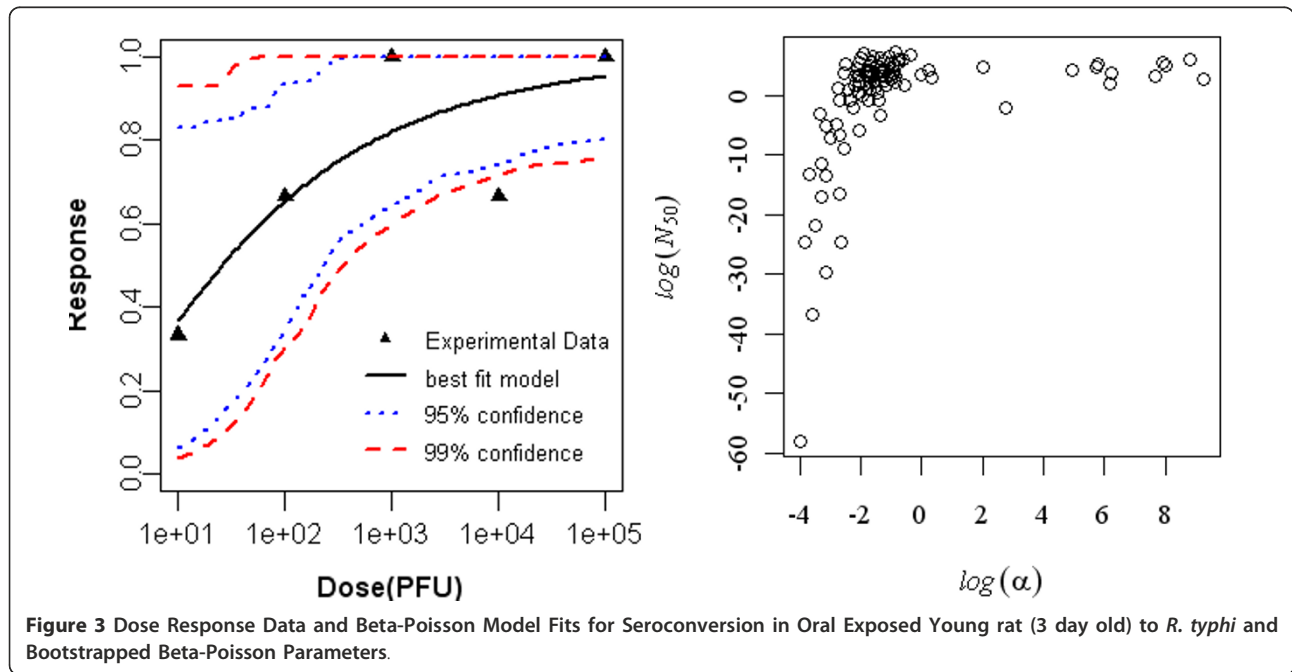 1.0
0.8
0.6
0.4
0.2
0.0
Response
Experimental Data
best fit model
95% confidence
99% confidence
1e+01 1e+02 1e+03 1e+04 1e+05
Dose(PFU)
0
-10
-20
-30
-40
-50
-60
log(N50)
-4 -2 0 2 4 6 8
log(α)
Figure 3 Dose Response Data and Beta-Poisson Model Fits for Seroconversion in Oral Exposed Young rat (3 day old) to R. typhi and
Bootstrapped Beta-Poisson Parameters.